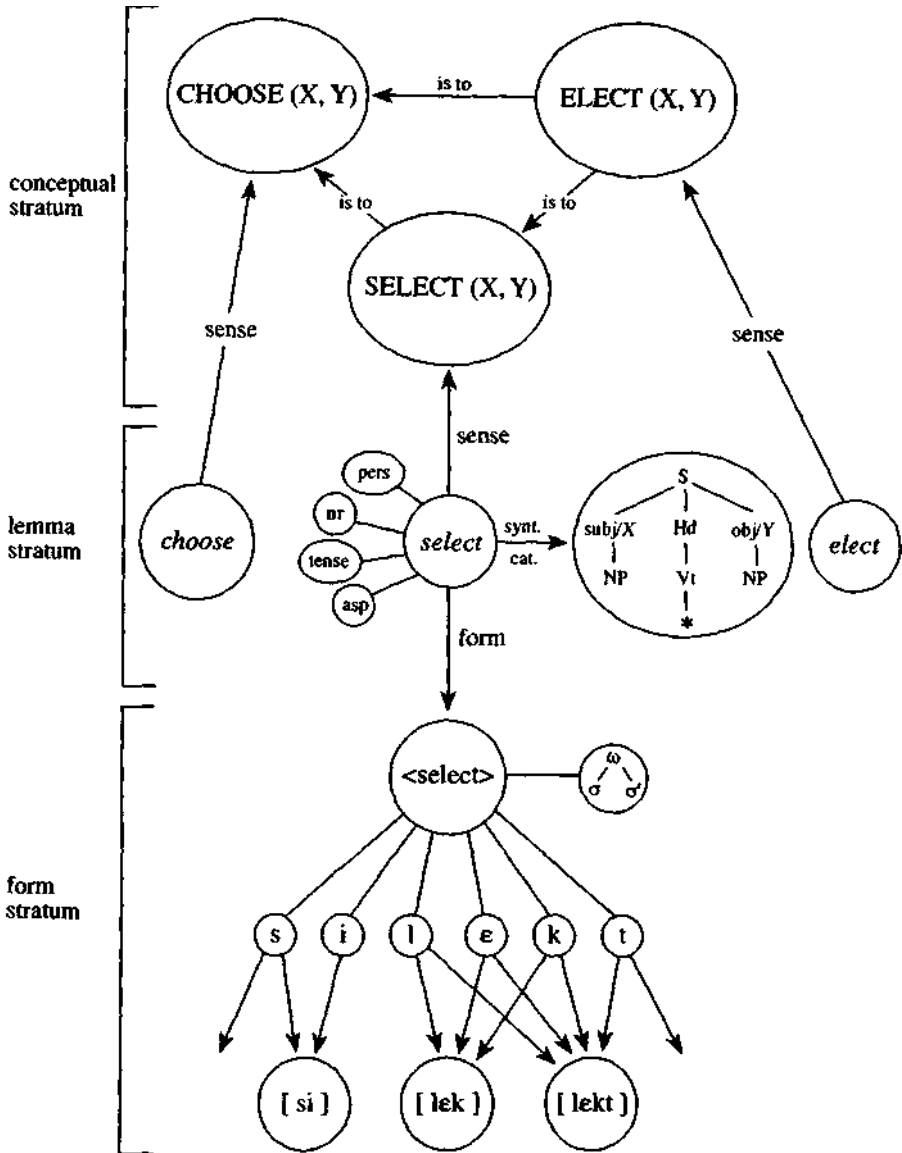 CHOOSE (X, Y)
is to
ELECT (X, Y)
conceptual
stratum
is to
is to
SELECT (X, Y)
sense
sense
sense
pers
nr
tense
asp
lemma
stratum
choose
select
synt.
cat.
S
subj/X Hd obj/Y
NP Vt NP
*
elect
form
<select>
ω
σ σ'
form
stratum
s i l ɛ k t
[ si ] [ lɛk ] [ lɛkt ]